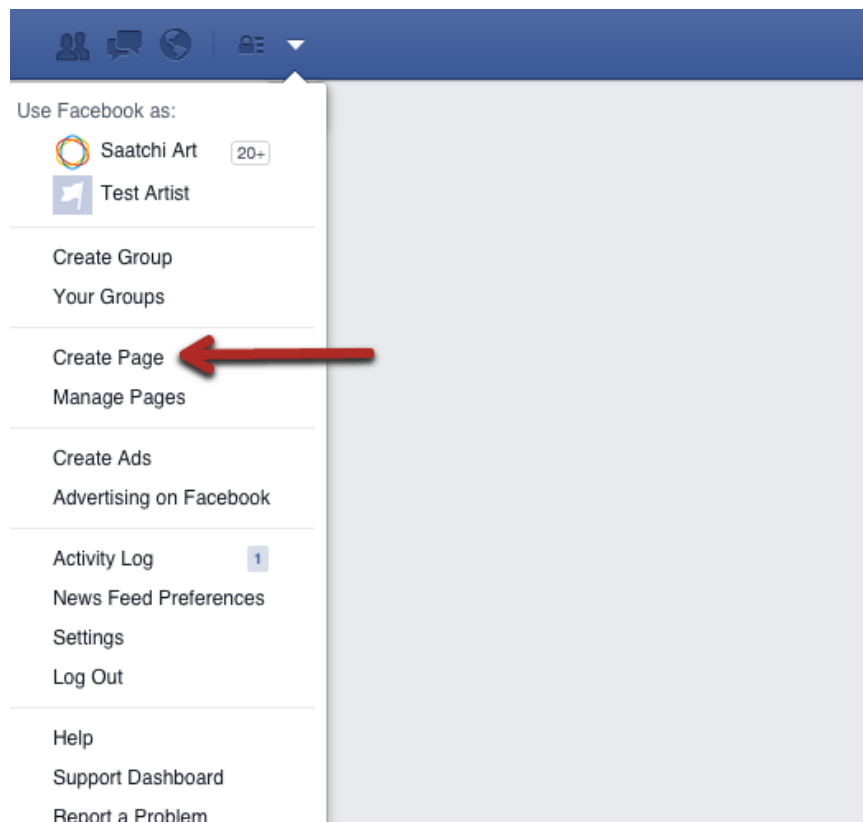 Use Facebook as:
Saatchi Art 20+
Test Artist
Create Group
Your Groups
Create Page
Manage Pages
Create Ads
Advertising on Facebook
Activity Log 1
News Feed Preferences
Settings
Log Out
Help
Support Dashboard
Report a Problem